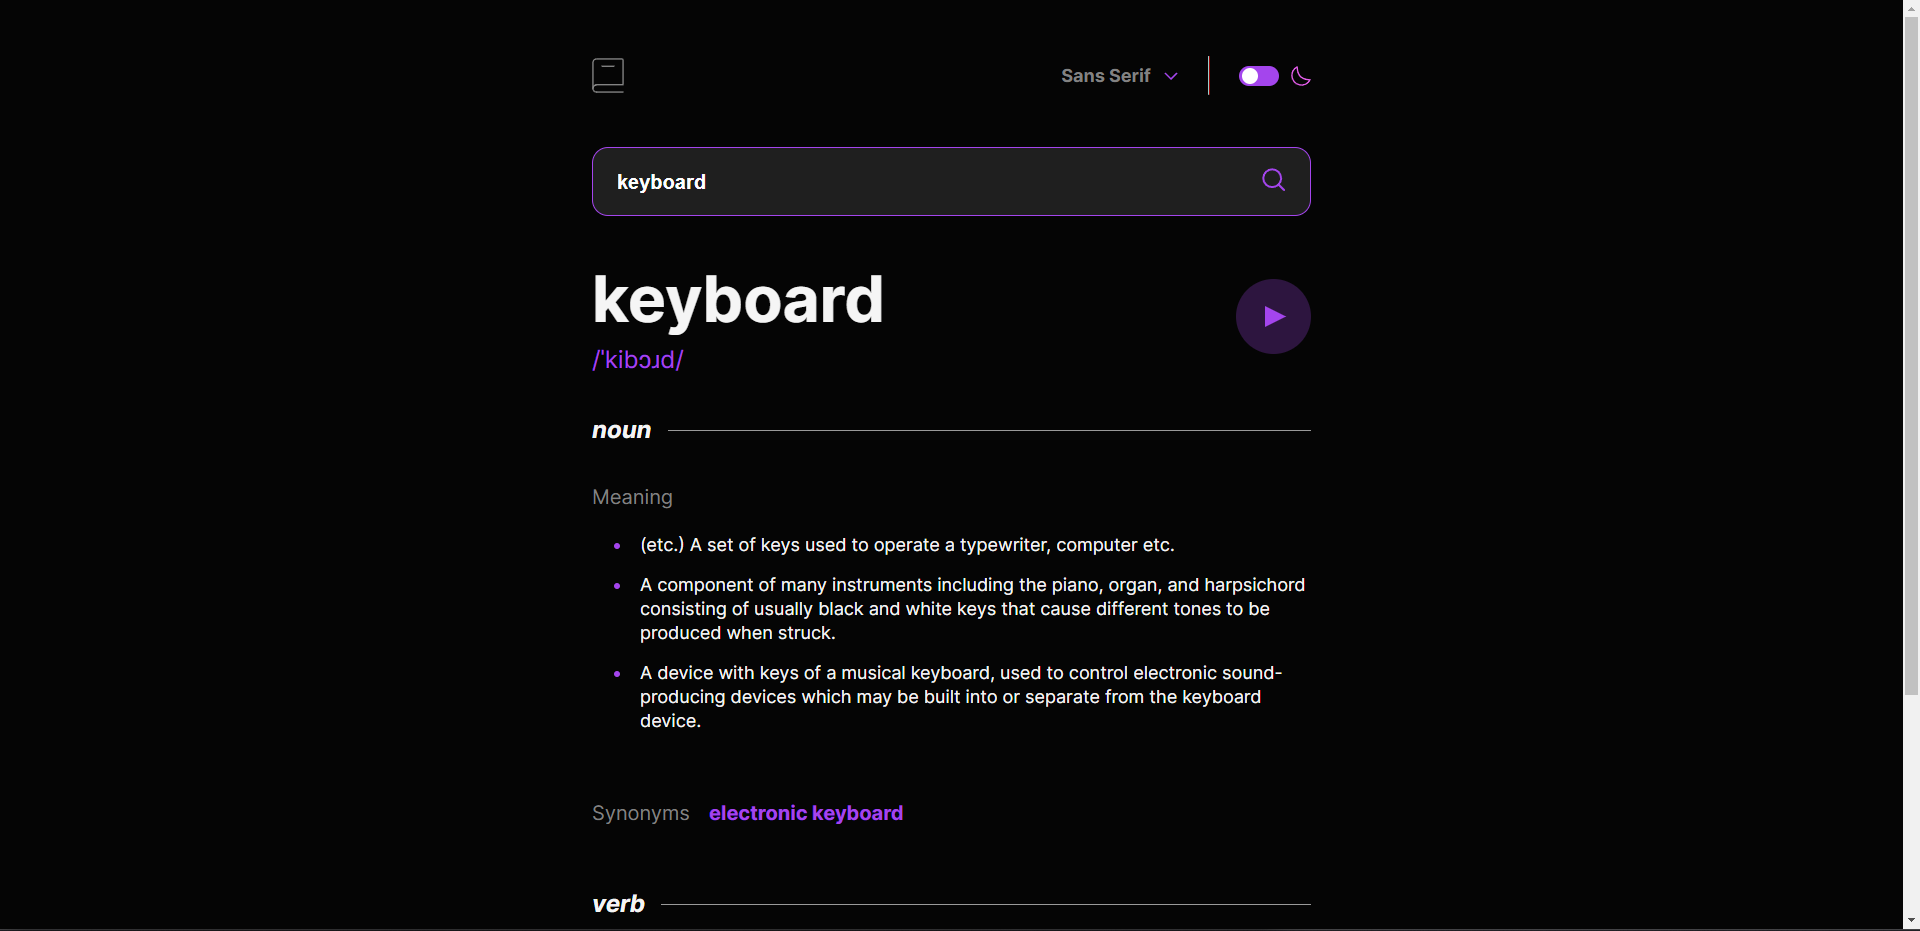 Sans Serif
keyboard
keyboard
/ˈkibɔɹd/
noun
Meaning
(etc.) A set of keys used to operate a typewriter, computer etc.
A component of many instruments including the piano, organ, and harpsichord
consisting of usually black and white keys that cause different tones to be
produced when struck.
A device with keys of a musical keyboard, used to control electronic sound-
producing devices which may be built into or separate from the keyboard
device.
Synonyms electronic keyboard
verb